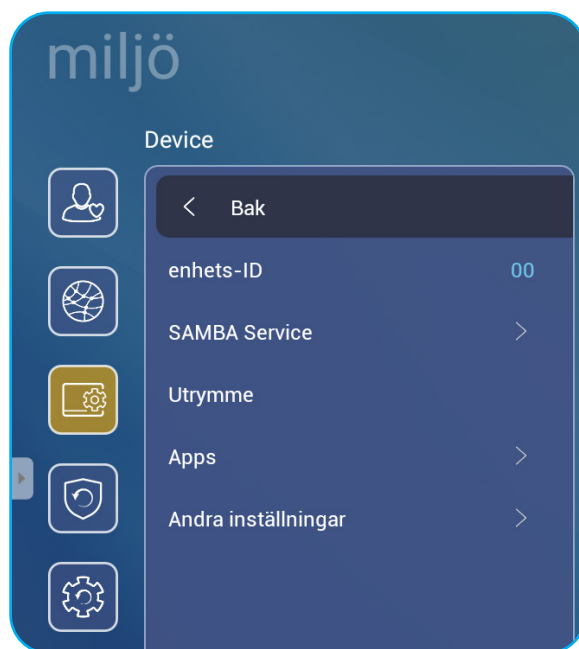 miljö
Device
Bak
enhets-ID 00
SAMBA Service
Utrymme
Apps
Andra inställningar